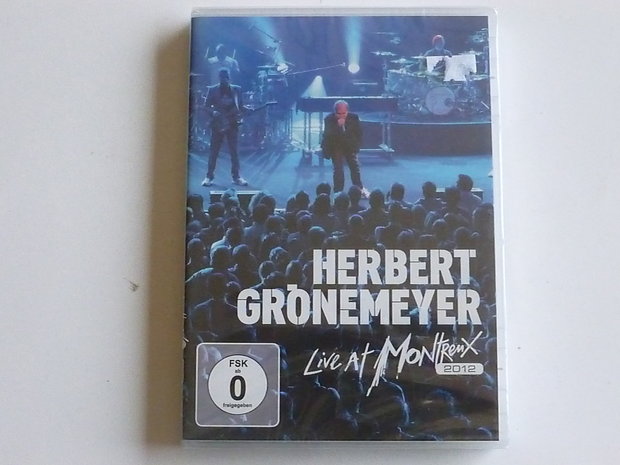 HERBERT
GRÖNEMEYER
Live At Montreux
2012
FSK
ab
0
freigegeben